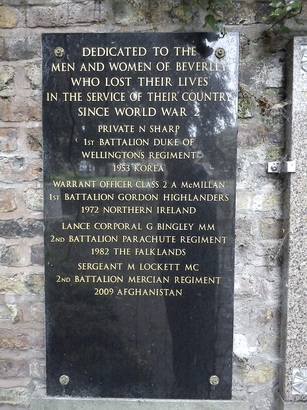 DEDICATED TO THE
MEN AND WOMEN OF BEVERLEY
WHO LOST THEIR LIVES
IN THE SERVICE OF THEIR COUNTRY
SINCE WORLD WAR 2
PRIVATE N SHARP
1ST BATTALION DUKE OF
WELLINGTONS REGIMENT
1953 KOREA
WARRANT OFFICER CLASS 2 A MCMILLAN
1ST BATTALION GORDON HIGHLANDERS
1972 NORTHERN IRELAND
LANCE CORPORAL G BINGLEY MM
2ND BATTALION PARACHUTE REGIMENT
1982 THE FALKLANDS
SERGEANT M LOCKETT MC
2ND BATTALION MERCIAN REGIMENT
2009 AFGHANISTAN